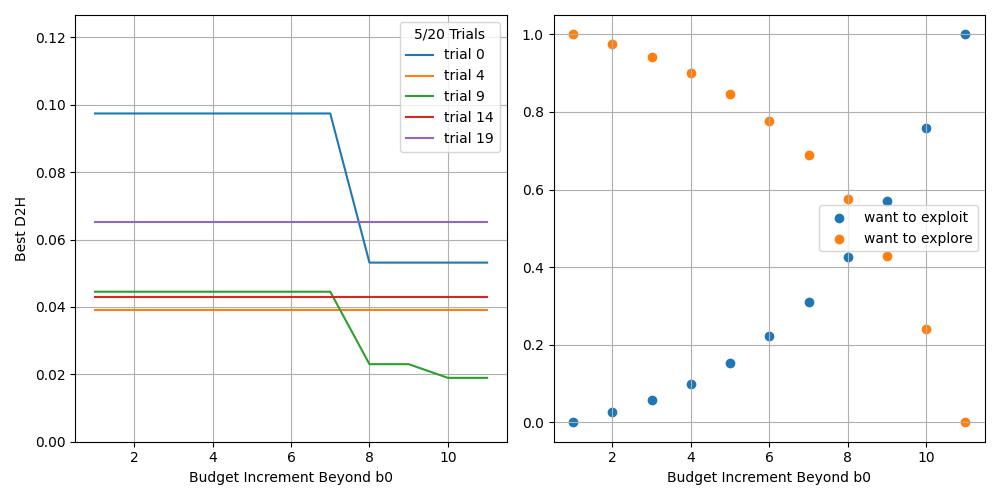 5/20 Trials
trial 0
trial 4
trial 9
trial 14
trial 19
0.12
0.10
0.08
0.06
0.04
0.02
0.00
Best D2H
2 4 6 8 10
Budget Increment Beyond b0
want to exploit
want to explore
1.0
0.8
0.6
0.4
0.2
0.0
2 4 6 8 10
Budget Increment Beyond b0